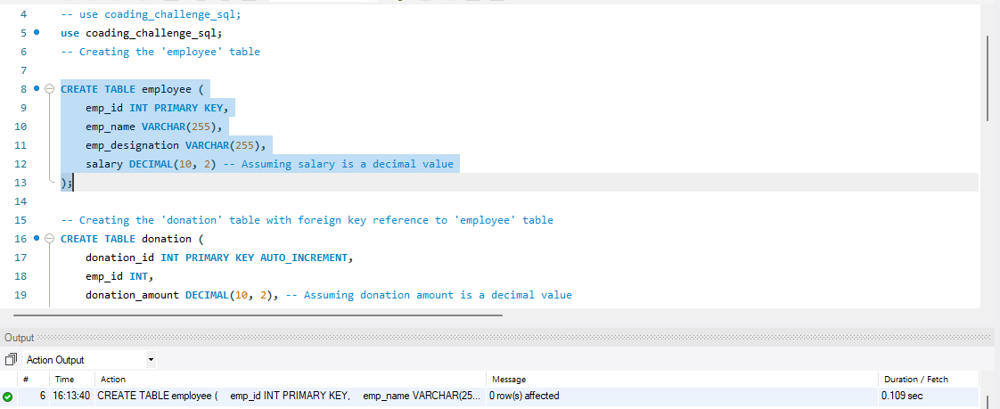 4 -- use coading_challenge_sql;
5 use coading_challenge_sql;
6 -- Creating the 'employee' table
7
8 CREATE TABLE employee (
9 emp_id INT PRIMARY KEY,
10 emp_name VARCHAR(255),
11 emp_designation VARCHAR(255),
12 salary DECIMAL(10, 2) -- Assuming salary is a decimal value
13 );
14
15 -- Creating the 'donation' table with foreign key reference to 'employee' table
16 CREATE TABLE donation (
17 donation_id INT PRIMARY KEY AUTO_INCREMENT,
18 emp_id INT,
19 donation_amount DECIMAL(10, 2), -- Assuming donation amount is a decimal value
Output
Action Output
# Time Action Message Duration / Fetch
6 16:13:40 CREATE TABLE employee ( emp_id INT PRIMARY KEY, emp_name VARCHAR(25... 0 row(s) affected 0.109 sec